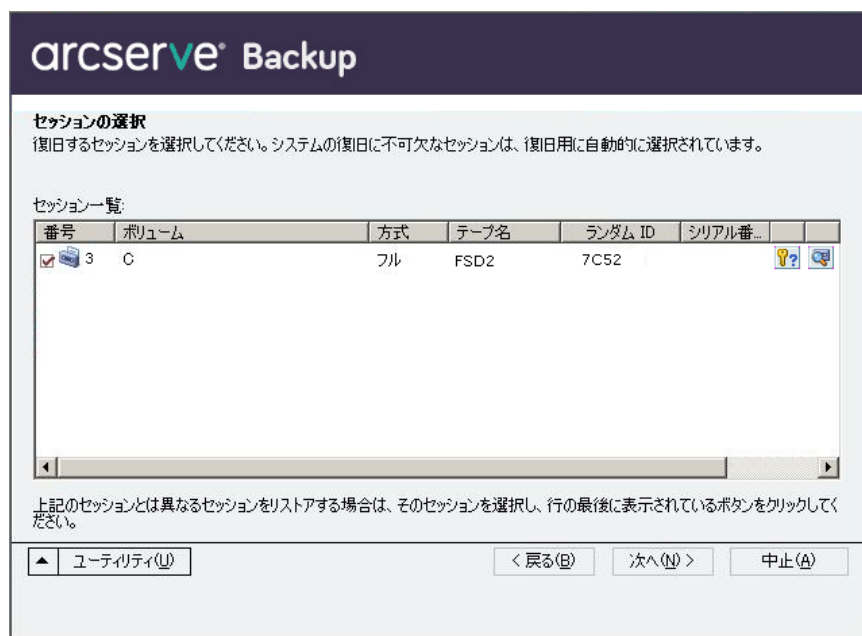 arcserve® Backup
セッションの選択
復旧するセッションを選択してください。システムの復旧に不可欠なセッションは、復旧用に自動的に選択されています。
セッション一覧:
番号 ボリューム 方式 テープ名 ランダム ID シリアル番...
3 C フル FSD2 7C52
上記のセッションとは異なるセッションをリストアする場合は、そのセッションを選択し、行の最後に表示されているボタンをクリックしてく
ださい。
ユーティリティ(U) < 戻る(B) 次へ(N) > 中止(A)